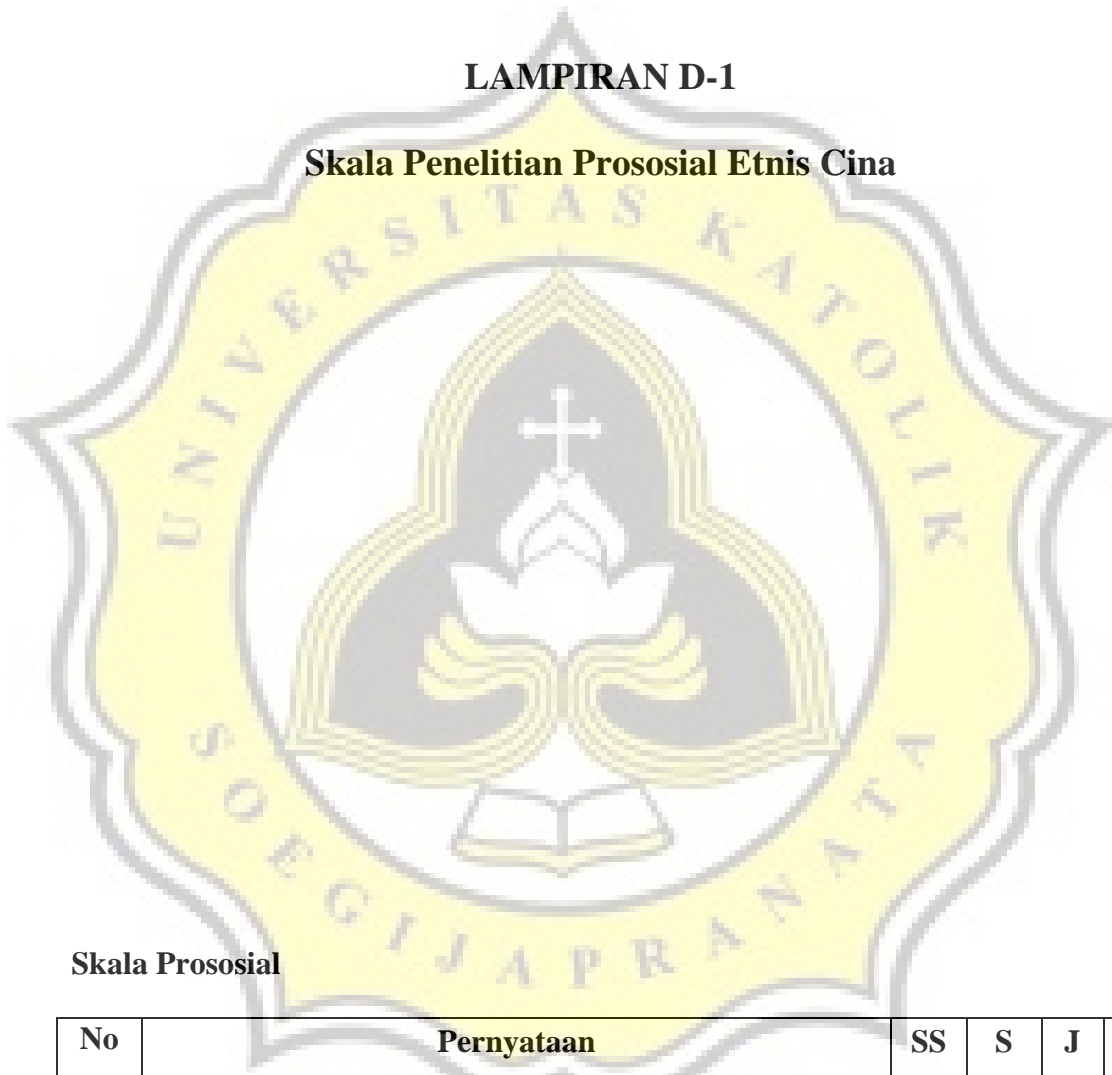 LAMPIRAN D-1
Skala Penelitian Prososial Etnis Cina
UNIVERSITAS KATOLIK
SOEGIJAPRANATA
Skala Prososial
No Pernyataan SS S J